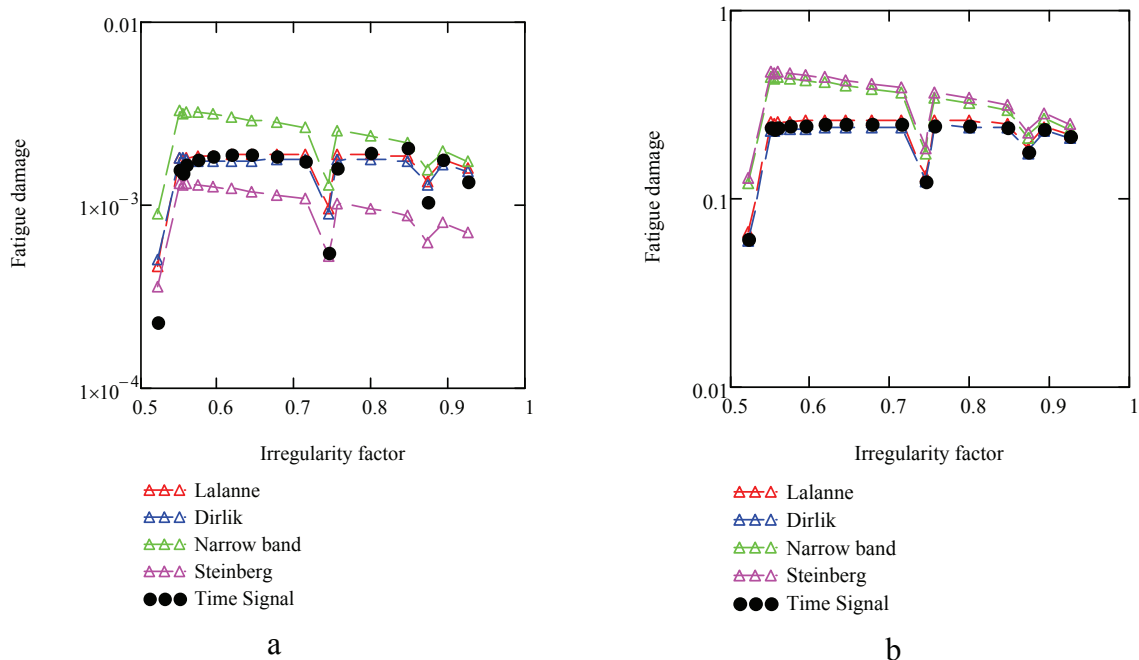 0.01
1×10⁻³
1×10⁻⁴
Fatigue damage
0.5 0.6 0.7 0.8 0.9 1
Irregularity factor
Lalanne
Dirlik
Narrow band
Steinberg
Time Signal
a
1
0.1
0.01
Fatigue damage
0.5 0.6 0.7 0.8 0.9 1
Irregularity factor
Lalanne
Dirlik
Narrow band
Steinberg
Time Signal
b